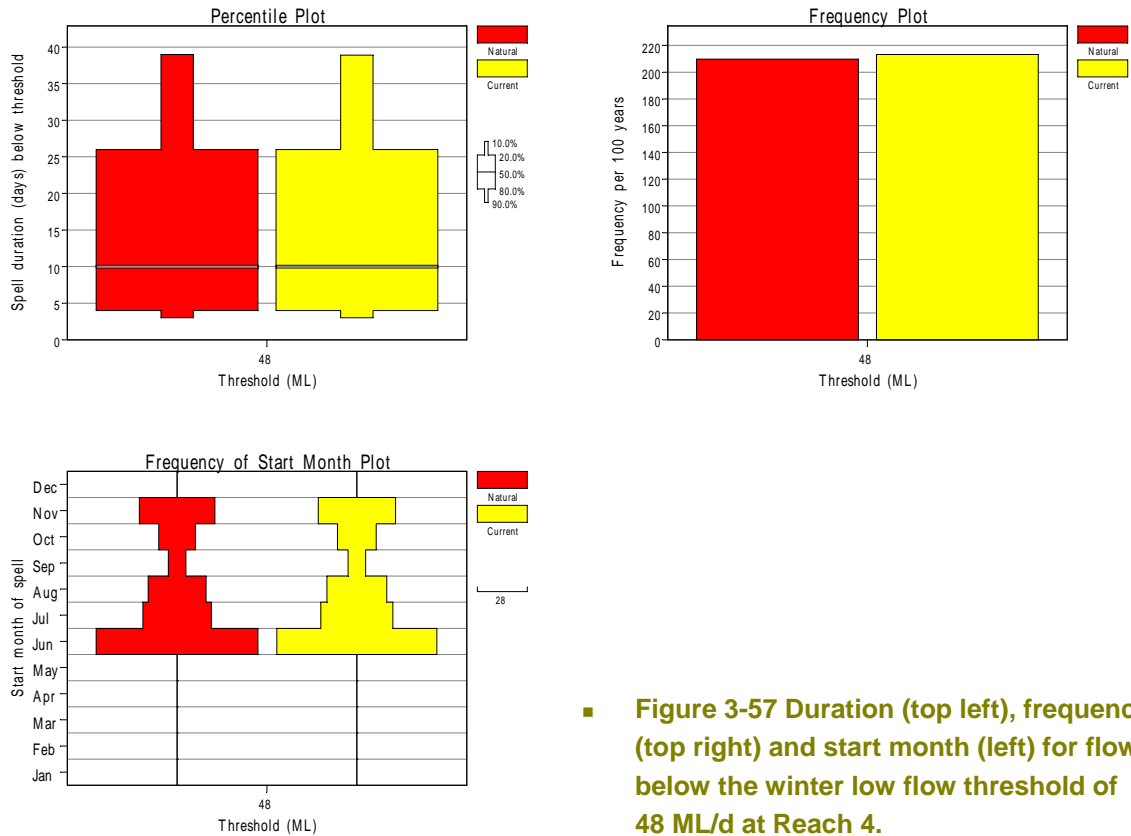 Percentile Plot
Spell duration (days) below threshold
40
35
30
25
20
15
10
5
0
48
Threshold (ML)
Natural
Current
10.0%
20.0%
50.0%
80.0%
90.0%
Frequency Plot
Frequency per 100 years
220
200
180
160
140
120
100
80
60
40
20
0
48
Threshold (ML)
Natural
Current
Frequency of Start Month Plot
Start month of spell
Dec
Nov
Oct
Sep
Aug
Jul
Jun
May
Apr
Mar
Feb
Jan
48
Threshold (ML)
Natural
Current
28
Figure 3-57 Duration (top left), frequenc
(top right) and start month (left) for flow
below the winter low flow threshold of
48 ML/d at Reach 4.